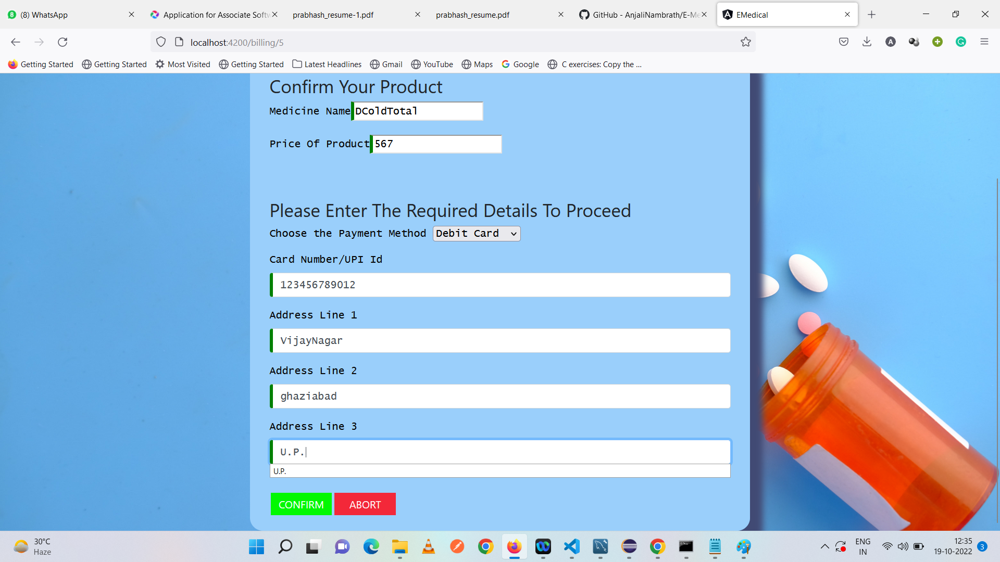 (8) WhatsApp
Application for Associate Softw
prabhash_resume-1.pdf
prabhash_resume.pdf
GitHub - AnjaliNambrath/E-Me
EMedical
localhost:4200/billing/5
Getting Started
Getting Started
Most Visited
Getting Started
Latest Headlines
Gmail
YouTube
Maps
Google
C exercises: Copy the ...
Confirm Your Product
Medicine Name DColdTotal
Price Of Product 567
Please Enter The Required Details To Proceed
Choose the Payment Method Debit Card
Card Number/UPI Id
123456789012
Address Line 1
VijayNagar
Address Line 2
ghaziabad
Address Line 3
U.P.
U.P.
CONFIRM ABORT
30°C
Haze
ENG
IN
12:35
19-10-2022
3